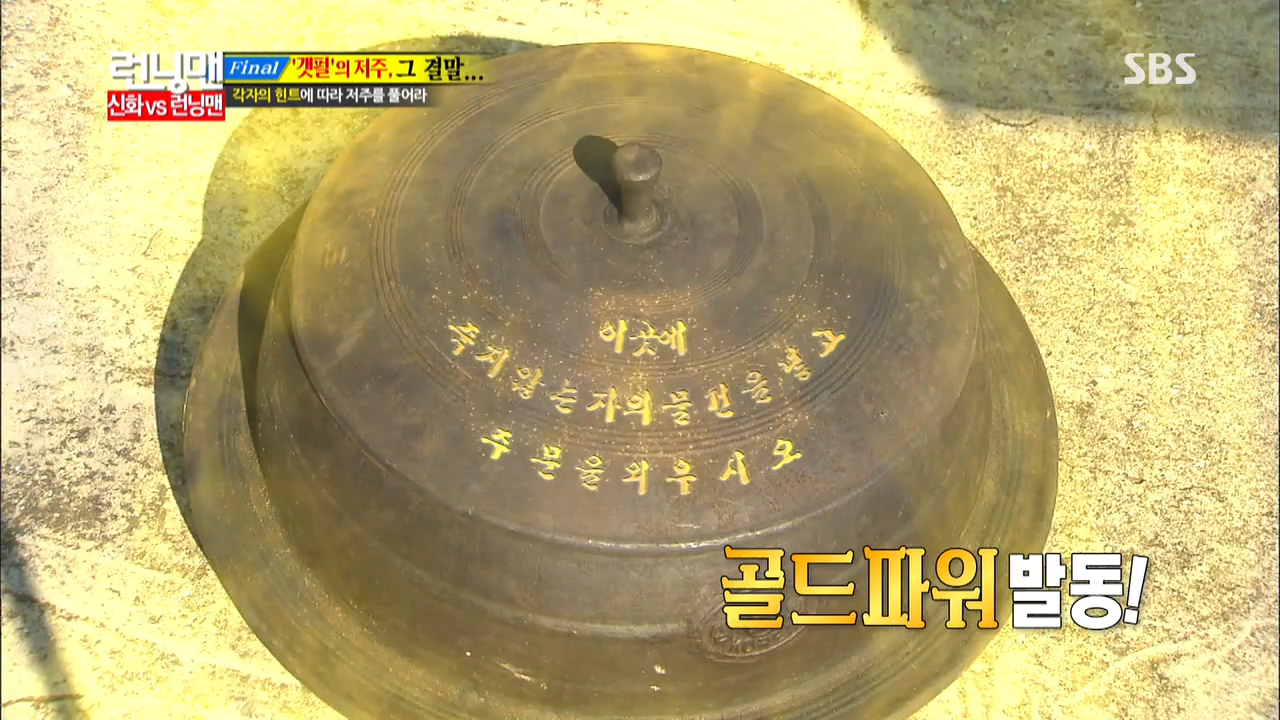 런닝맨
신화 vs 런닝맨
Final '갯펄'의 저주, 그 결말...
각자의 힌트에 따라 저주를 풀어라
SBS
이곳에
죽지않는자의물건을넣고
주문을외우시오
골드파워 발동!